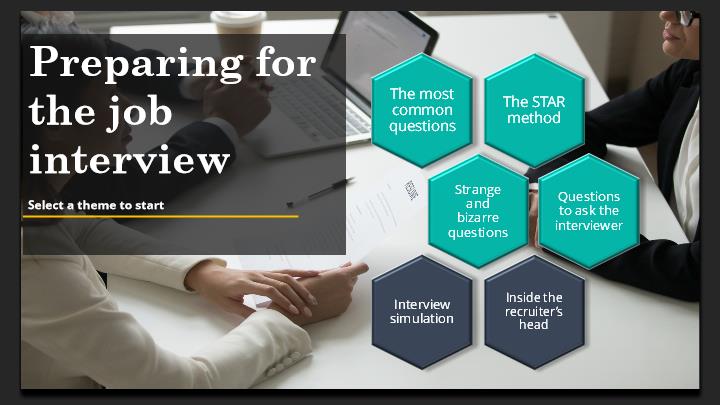 Preparing for
the job
interview
Select a theme to start
The most
common
questions
The STAR
method
Strange
and
bizarre
questions
Questions
to ask the
interviewer
Interview
simulation
Inside the
recruiter's
head
RESUME